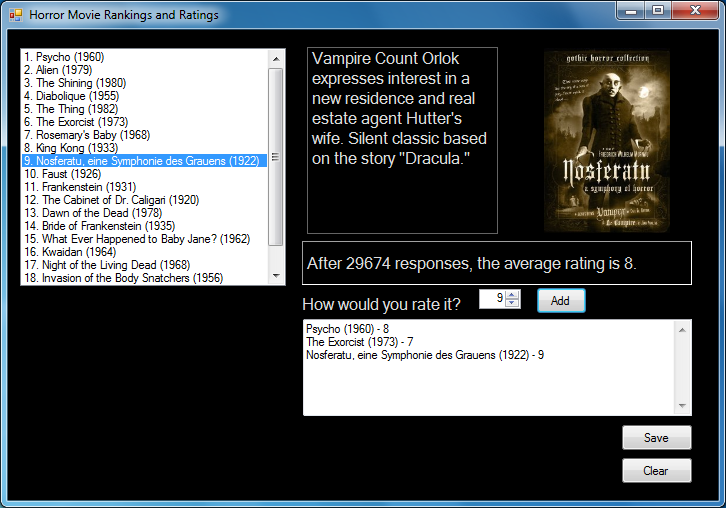 Horror Movie Rankings and Ratings
1. Psycho (1960)
2. Alien (1979)
3. The Shining (1980)
4. Diabolique (1955)
5. The Thing (1982)
6. The Exorcist (1973)
7. Rosemary's Baby (1968)
8. King Kong (1933)
9. Nosferatu, eine Symphonie des Grauens (1922)
10. Faust (1926)
11. Frankenstein (1931)
12. The Cabinet of Dr. Caligari (1920)
13. Dawn of the Dead (1978)
14. Bride of Frankenstein (1935)
15. What Ever Happened to Baby Jane? (1962)
16. Kwaidan (1964)
17. Night of the Living Dead (1968)
18. Invasion of the Body Snatchers (1956)
Vampire Count Orlok
expresses interest in a
new residence and real
estate agent Hutter's
wife. Silent classic based
on the story "Dracula."
gothic horror collection
Nosferatu
a symphony of horror
Vampire
After 29674 responses, the average rating is 8.
How would you rate it?
9
Add
Psycho (1960) - 8
The Exorcist (1973) - 7
Nosferatu, eine Symphonie des Grauens (1922) - 9
Save
Clear